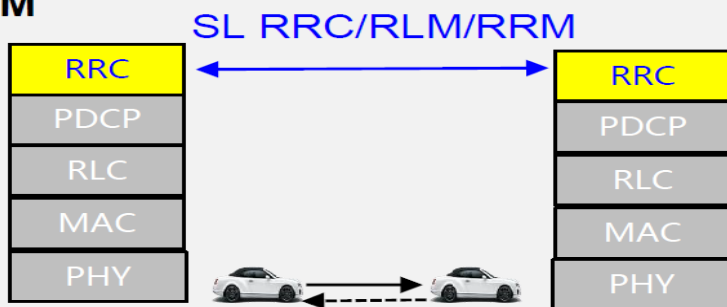 M
SL RRC/RLM/RRM
RRC
PDCP
RLC
MAC
PHY
RRC
PDCP
RLC
MAC
PHY